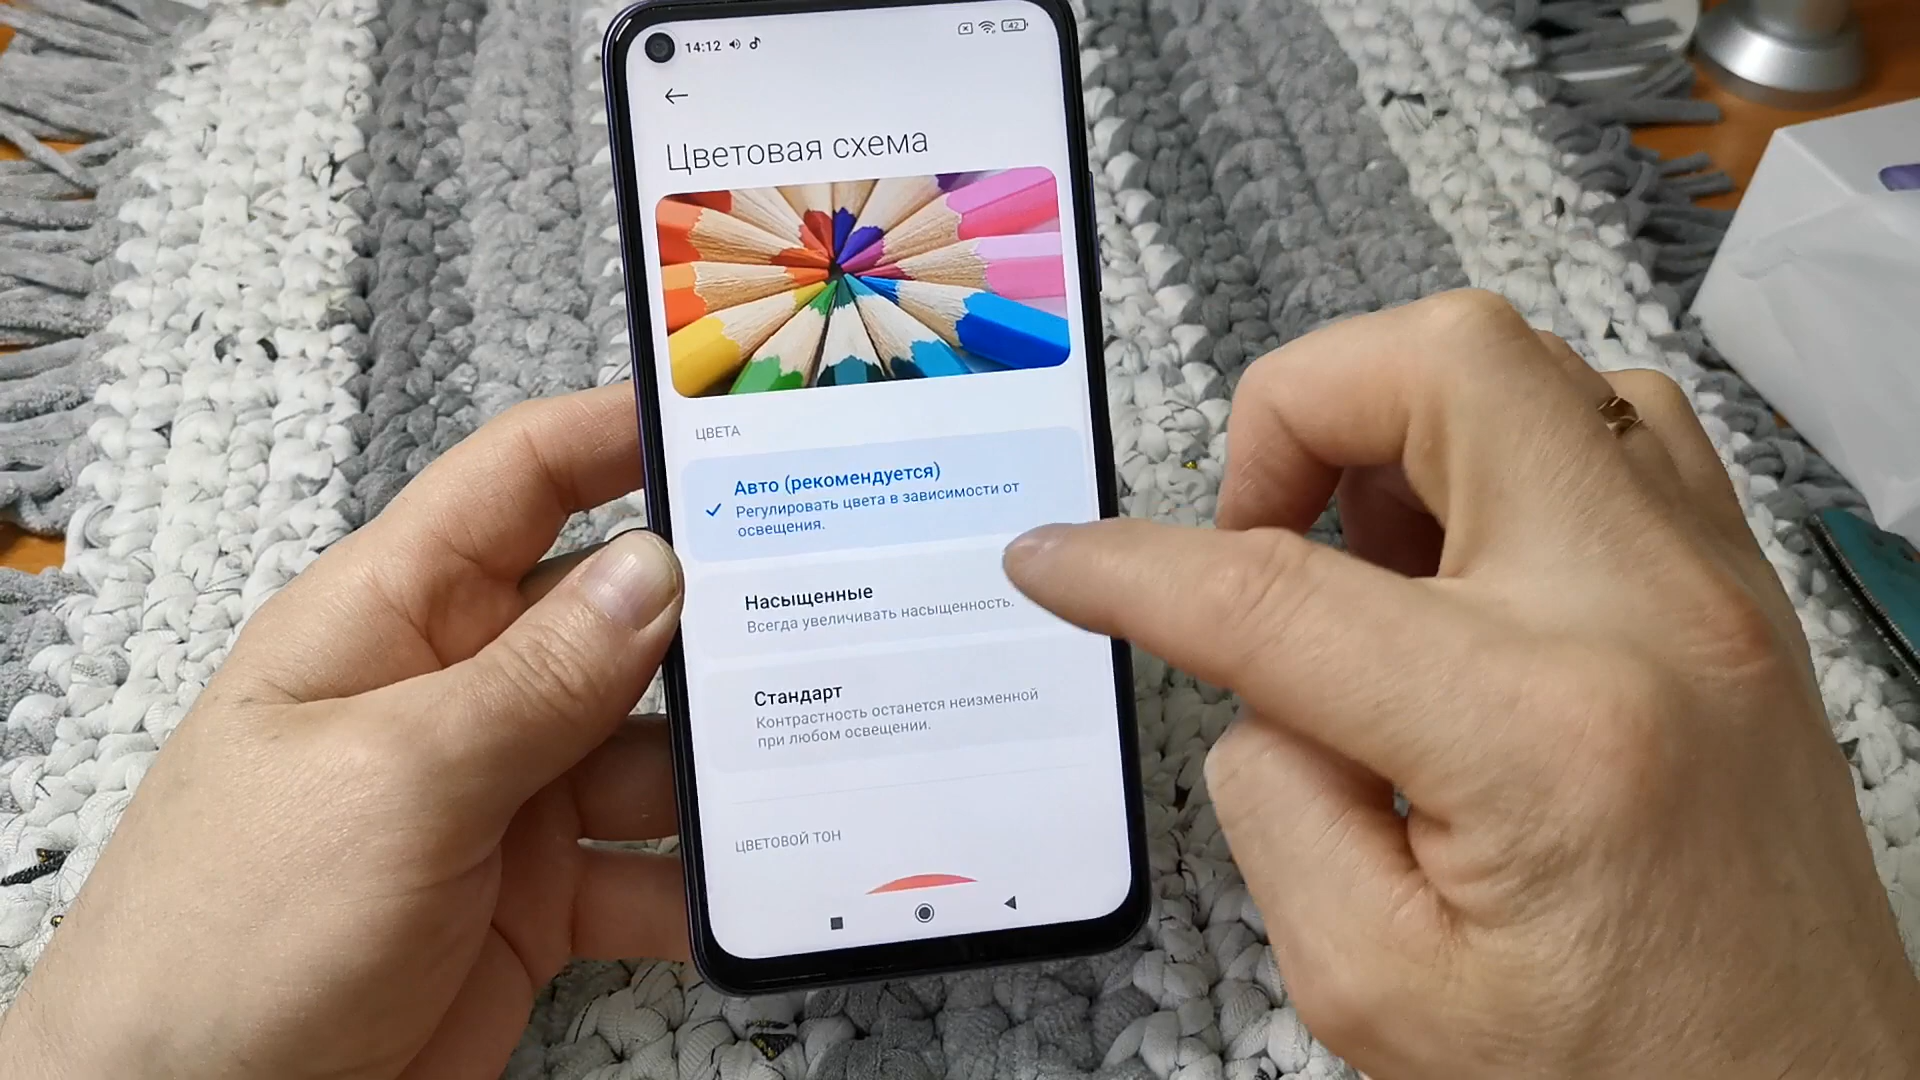 14:12
42
Цветовая схема
ЦВЕТА
Авто (рекомендуется)
Регулировать цвета в зависимости от
освещения.
Насыщенные
Всегда увеличивать насыщенность.
Стандарт
Контрастность останется неизменной
при любом освещении.
ЦВЕТОВОЙ ТОН